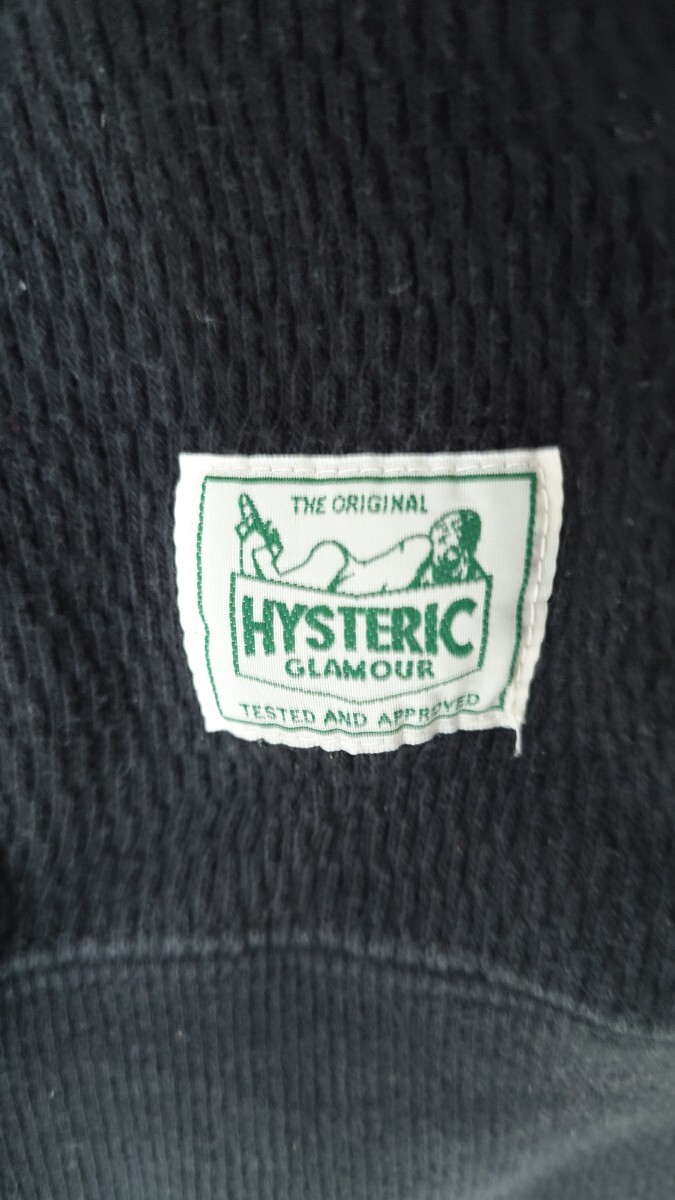 THE ORIGINAL
HYSTERIC
GLAMOUR
TESTED AND APPROVED